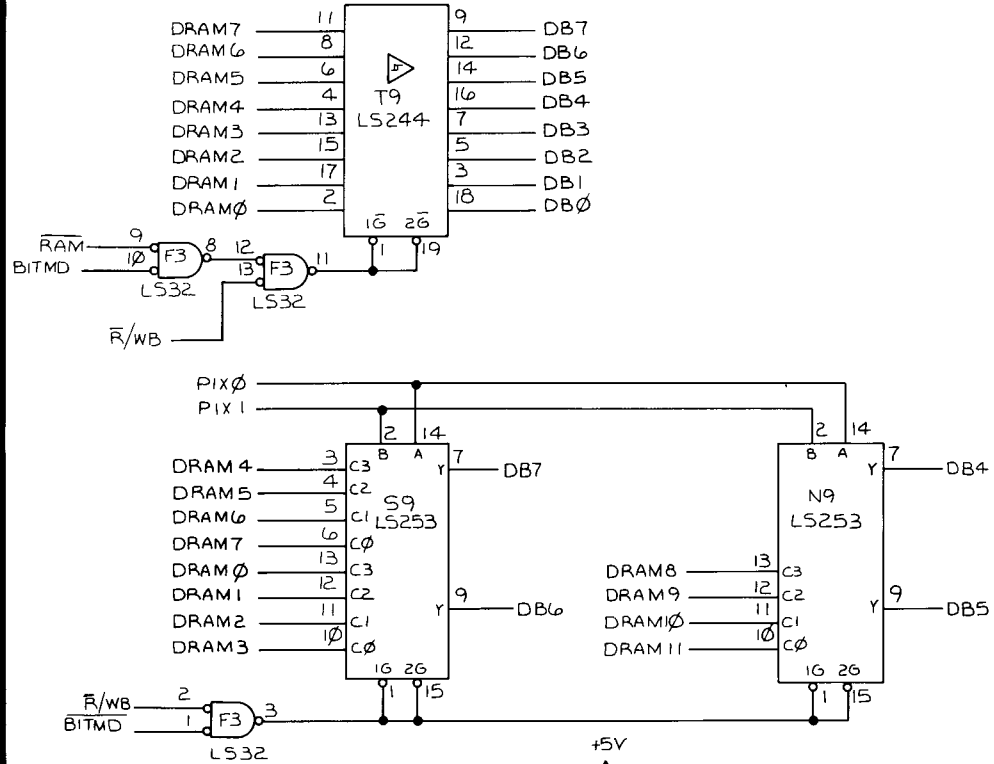 DRAM7 11 9 DB7
DRAM6 8 12 DB6
DRAM5 6 14 DB5
DRAM4 4 16 DB4
DRAM3 13 7 DB3
DRAM2 15 5 DB2
DRAM1 17 3 DB1
DRAMØ 2 18 DBØ
T9
LS244
1G̅ 2G̅
1 19
R̅A̅M̅ 9
BITMD 1Ø
F3 8
LS32
12
13
F3 11
LS32
R̅/WB
PIXØ
PIX1
2 14
B A
DRAM4 3 C3
DRAM5 4 C2
DRAM6 5 C1
DRAM7 6 CØ
DRAMØ 13 C3
DRAM1 12 C2
DRAM2 11 C1
DRAM3 1Ø CØ
S9
LS253
Y 7 DB7
Y 9 DB6
1G 2G
1 15
2 14
B A
N9
LS253
DRAM8 13 C3
DRAM9 12 C2
DRAM1Ø 11 C1
DRAM11 1Ø CØ
Y 7 DB4
Y 9 DB5
1G 2G
1 15
R̅/WB 2
B̅I̅T̅M̅D̅ 1
F3 3
LS32
+5V